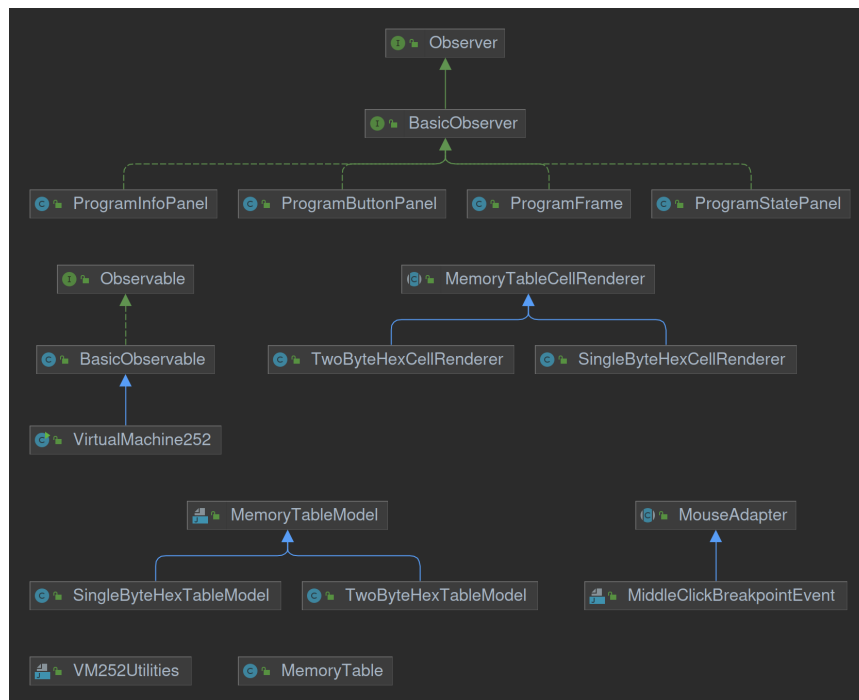 Observer
BasicObserver
ProgramInfoPanel ProgramButtonPanel ProgramFrame ProgramStatePanel
Observable MemoryTableCellRenderer
BasicObservable TwoByteHexCellRenderer SingleByteHexCellRenderer
VirtualMachine252
MemoryTableModel MouseAdapter
SingleByteHexTableModel TwoByteHexTableModel MiddleClickBreakpointEvent
VM252Utilities MemoryTable